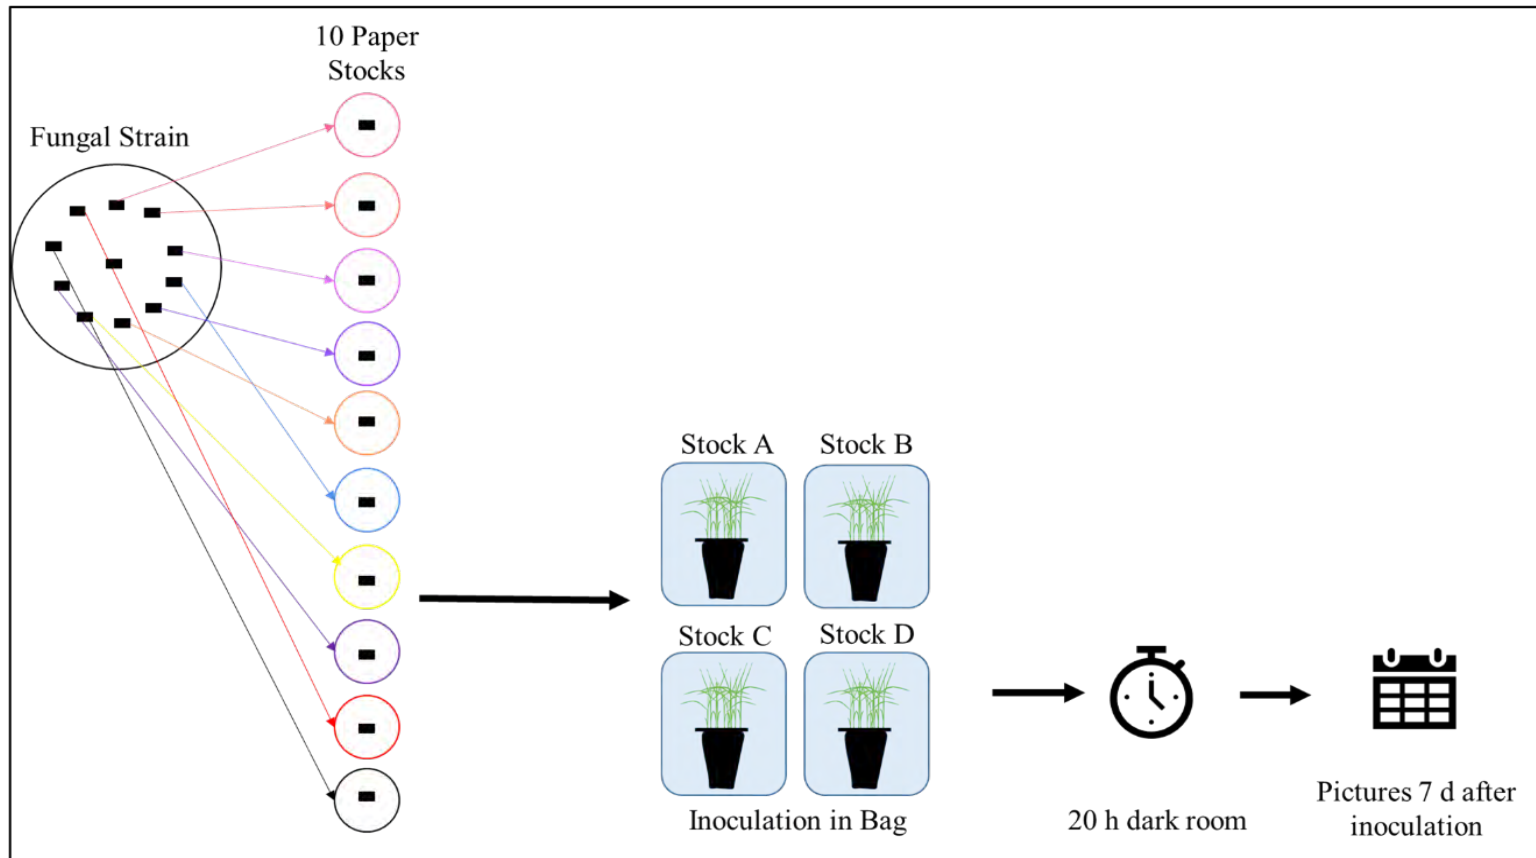 10 Paper
Stocks
Fungal Strain
Stock A
Stock B
Stock C
Stock D
Inoculation in Bag
20 h dark room
Pictures 7 d after
inoculation